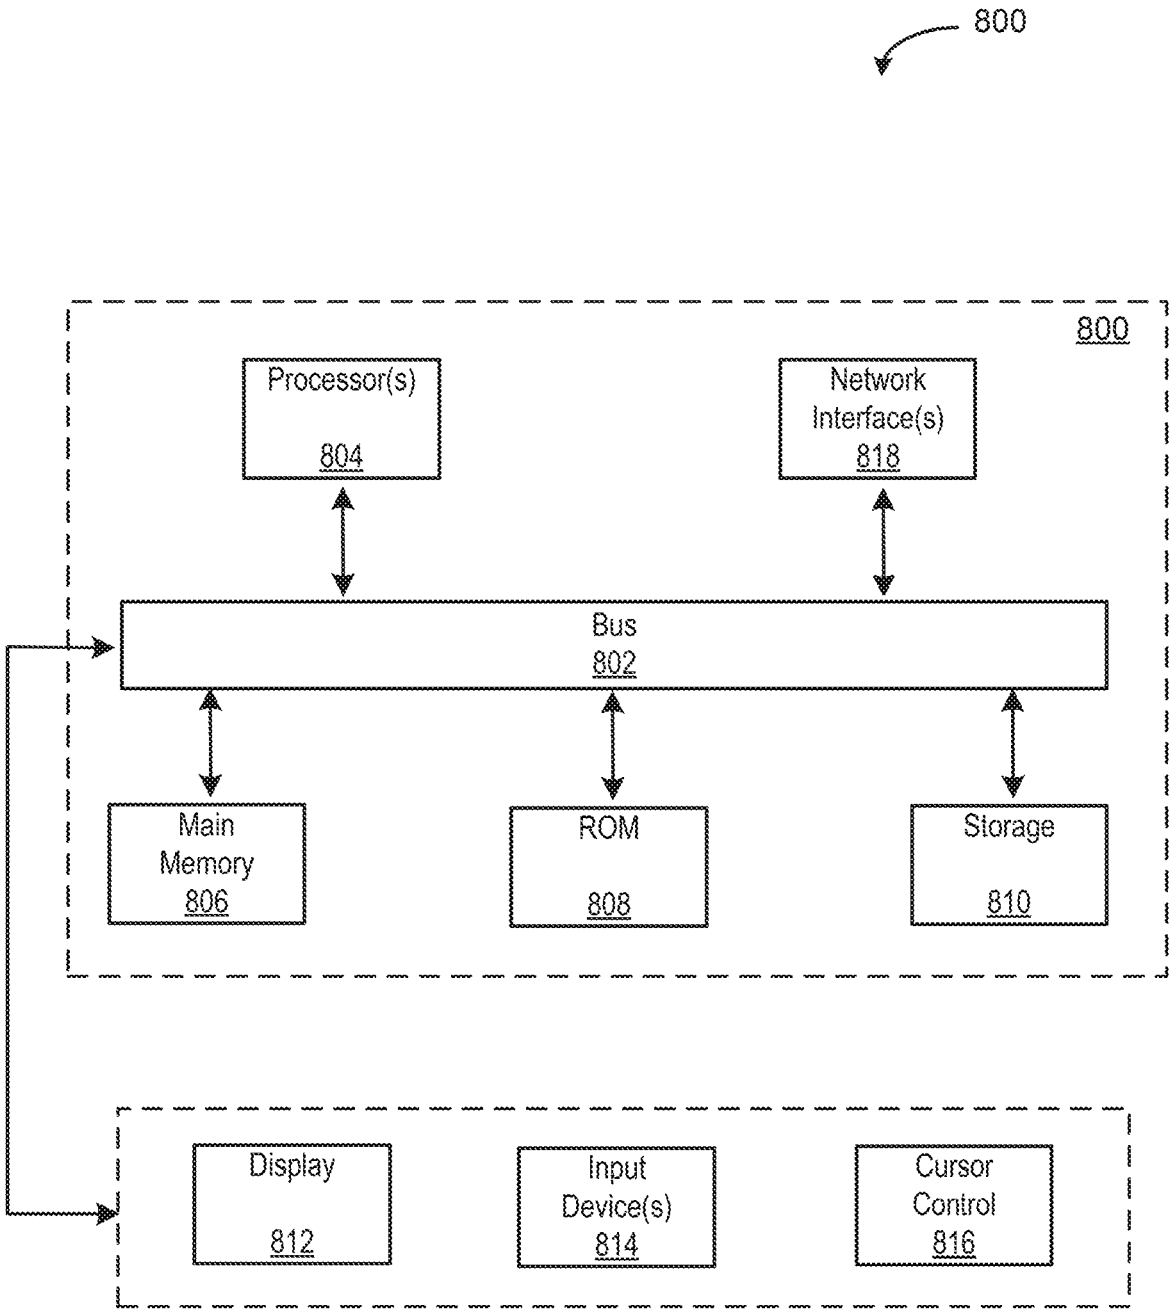 800
800
Processor(s)
804
Network
Interface(s)
818
Bus
802
Main
Memory
806
ROM
808
Storage
810
Display
812
Input
Device(s)
814
Cursor
Control
816